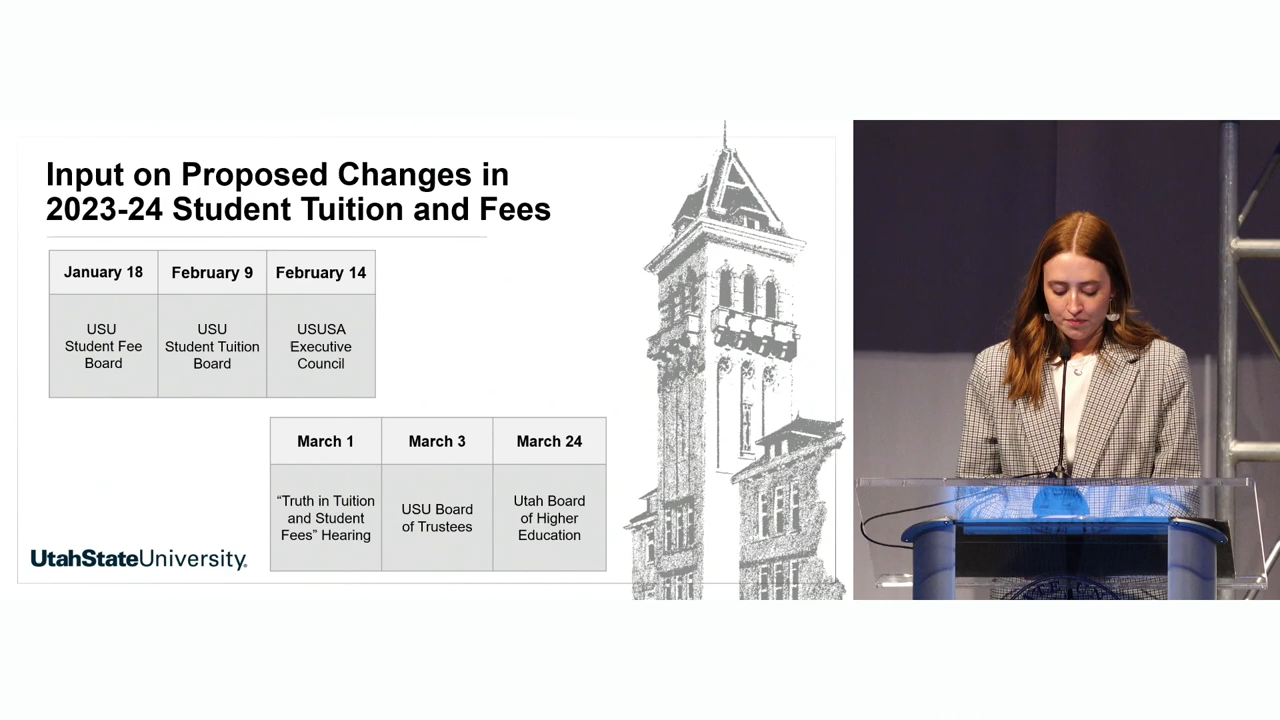 Input on Proposed Changes in
2023-24 Student Tuition and Fees
January 18
February 9
February 14
USU
Student Fee
Board
USU
Student Tuition
Board
USUSA
Executive
Council
March 1
March 3
March 24
“Truth in Tuition
and Student
Fees” Hearing
USU Board
of Trustees
Utah Board
of Higher
Education
UtahStateUniversity